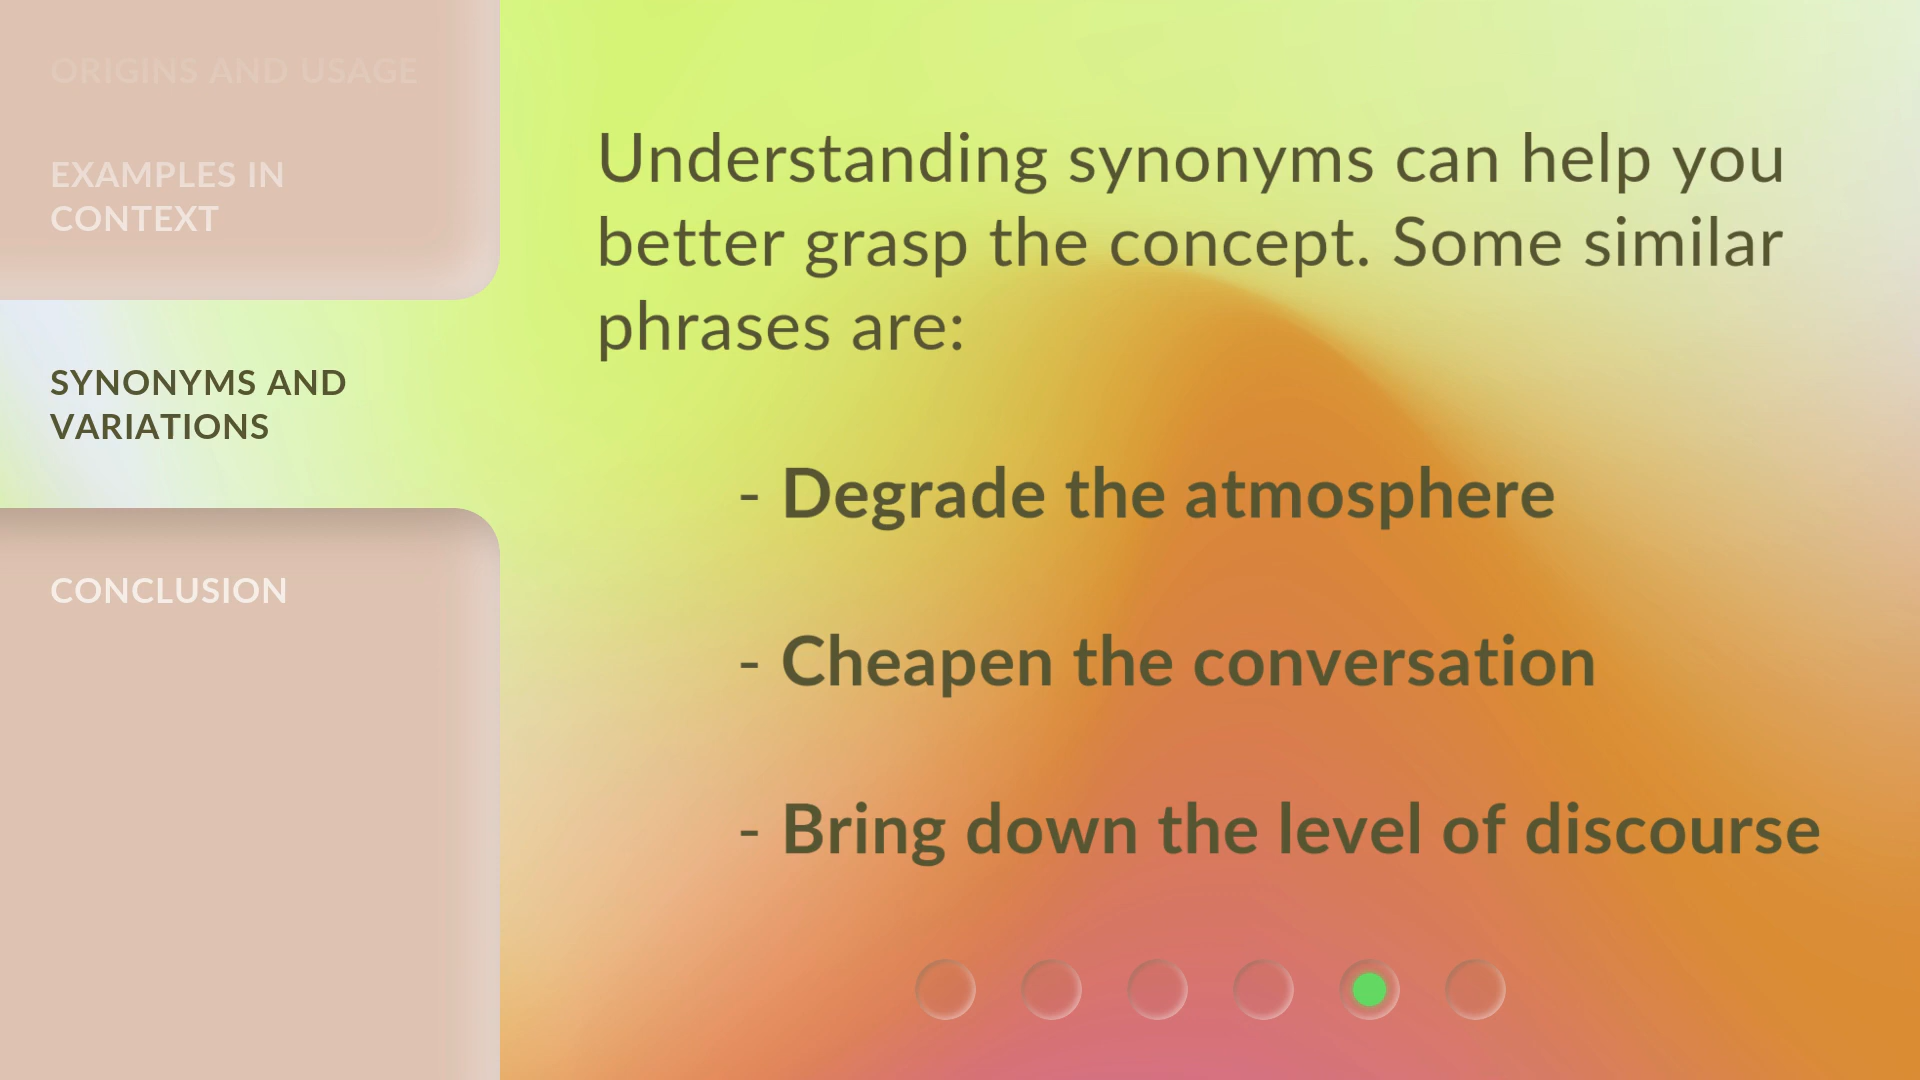 ORIGINS AND USAGE
EXAMPLES IN
CONTEXT
SYNONYMS AND
VARIATIONS
CONCLUSION
Understanding synonyms can help you
better grasp the concept. Some similar
phrases are:
- Degrade the atmosphere
- Cheapen the conversation
- Bring down the level of discourse